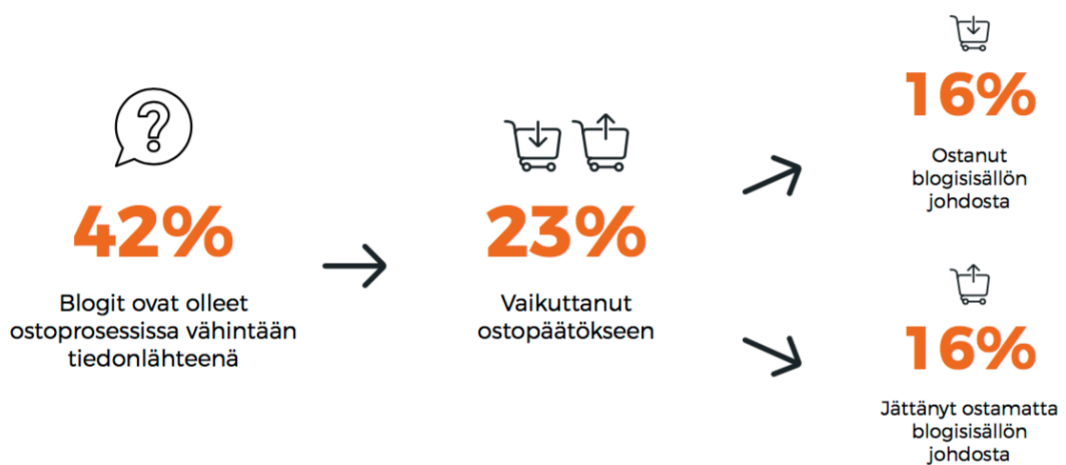 ?
42%
Blogit ovat olleet
ostoprosessissa vähintään
tiedonlähteenä
23%
Vaikuttanut
ostopäätökseen
16%
Ostanut
blogisisällön
johdosta
16%
Jättänyt ostamatta
blogisisällön
johdosta